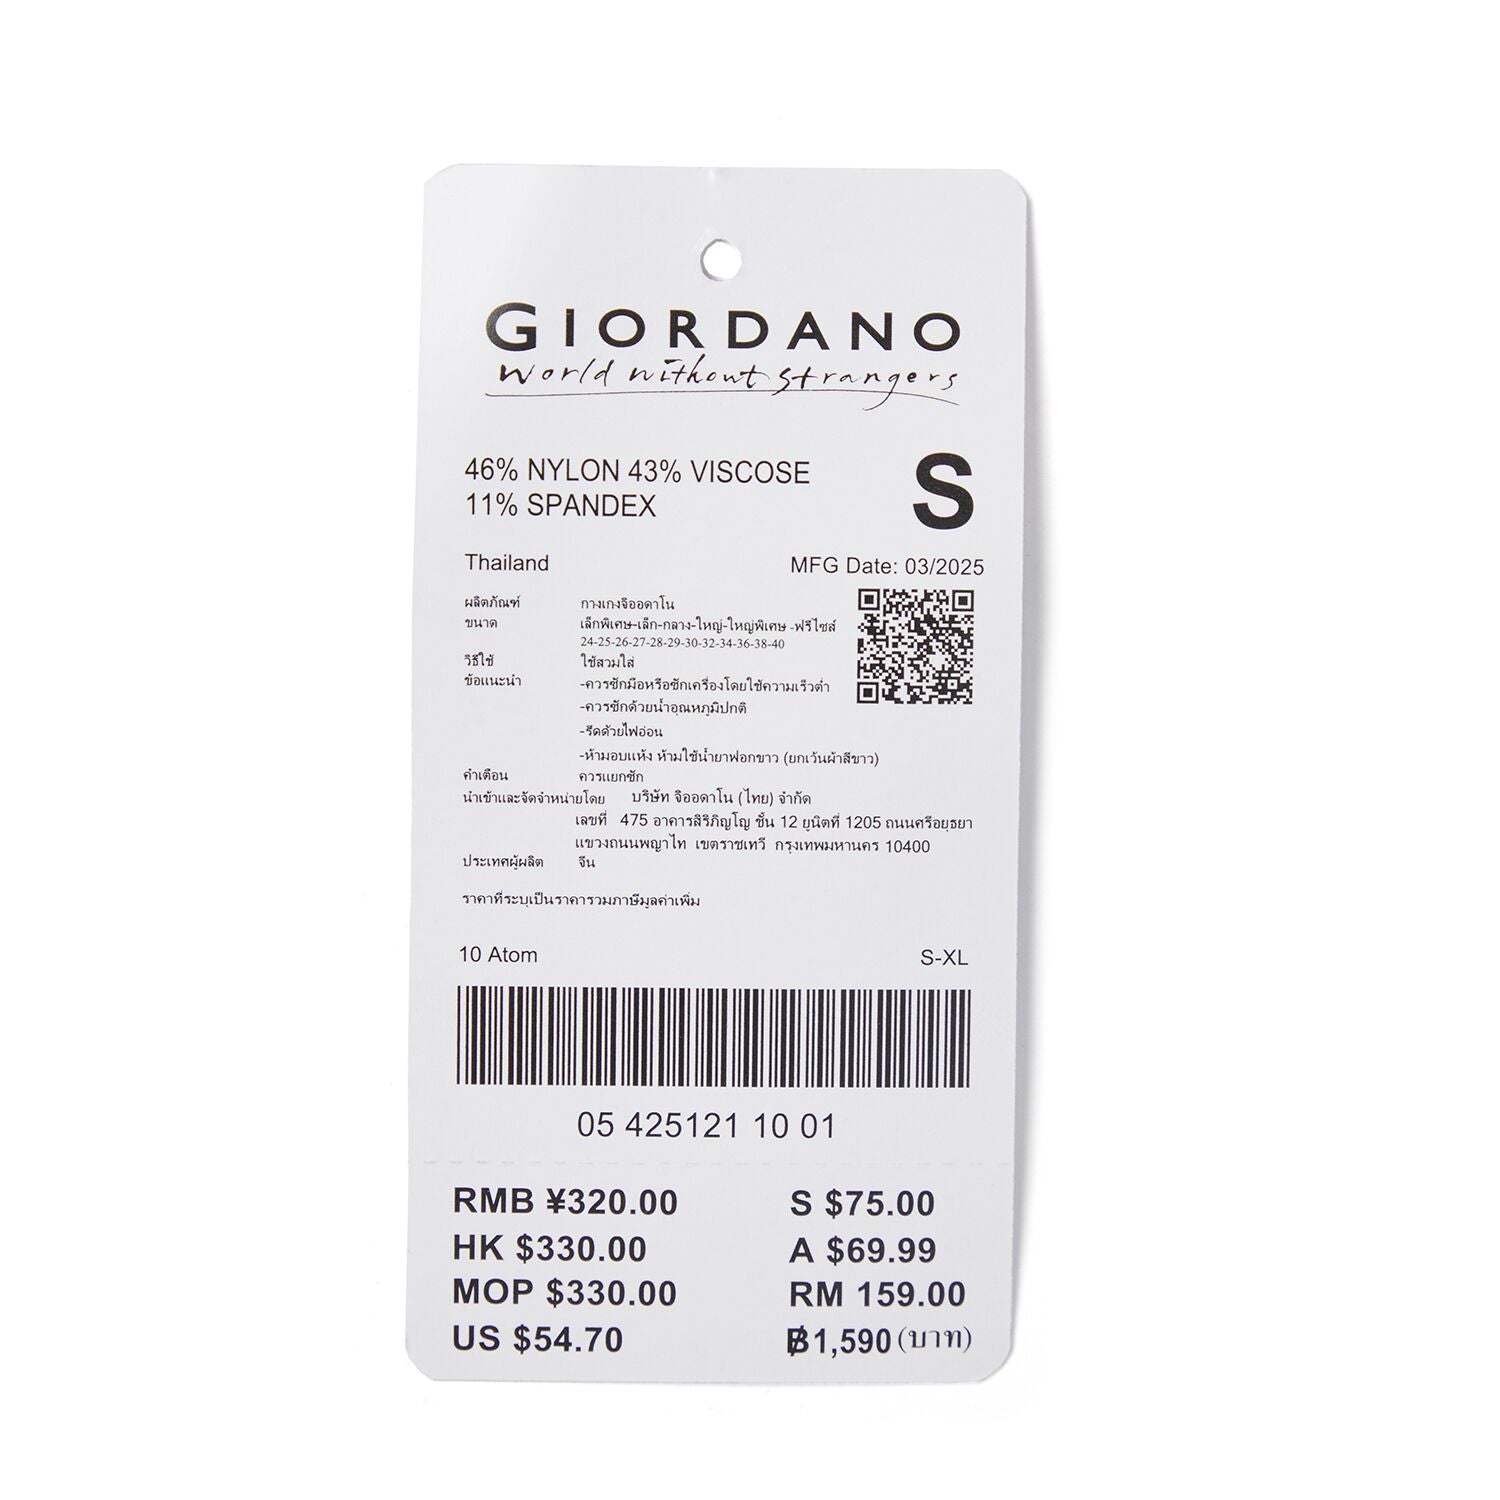 GIORDANO
World without strangers
46% NYLON 43% VISCOSE
11% SPANDEX
S
Thailand
MFG Date: 03/2025
ผลิตภัณฑ์ กางเกงจิออดาโน
ขนาด เล็กพิเศษ-เล็ก-กลาง-ใหญ่-ใหญ่พิเศษ -ฟรีไซส์
24-25-26-27-28-29-30-32-34-36-38-40
วิธีใช้ ใช้สวมใส่
ข้อแนะนำ -ควรซักมือหรือซักเครื่องโดยใช้ความเร็วต่ำ
-ควรซักด้วยน้ำอุณหภูมิปกติ
-รีดด้วยไฟอ่อน
-ห้ามอบแห้ง ห้ามใช้น้ำยาฟอกขาว (ยกเว้นผ้าสีขาว)
คำเตือน ควรแยกซัก
นำเข้าและจัดจำหน่ายโดย บริษัท จิออดาโน (ไทย) จำกัด
เลขที่ 475 อาคารสิริภิญโญ ชั้น 12 ยูนิตที่ 1205 ถนนศรีอยุธยา
แขวงถนนพญาไท เขตราชเทวี กรุงเทพมหานคร 10400
ประเทศผู้ผลิต จีน
ราคาที่ระบุเป็นราคารวมภาษีมูลค่าเพิ่ม
10 Atom
S-XL
05 425121 10 01
RMB ¥320.00 S $75.00
HK $330.00 A $69.99
MOP $330.00 RM 159.00
US $54.70 ฿1,590 (บาท)